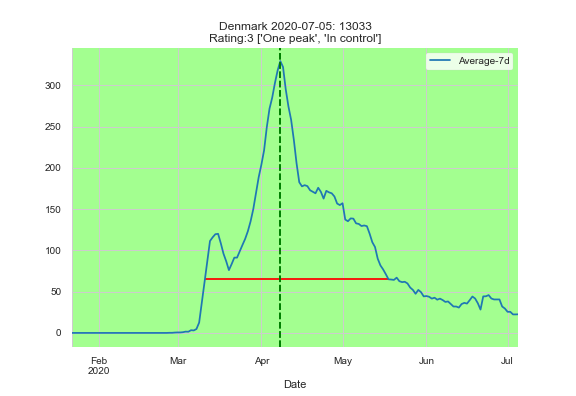 Denmark 2020-07-05: 13033
Rating:3 ['One peak', 'In control']
Average-7d
300
250
200
150
100
50
0
Feb
2020
Mar
Apr
May
Jun
Jul
Date